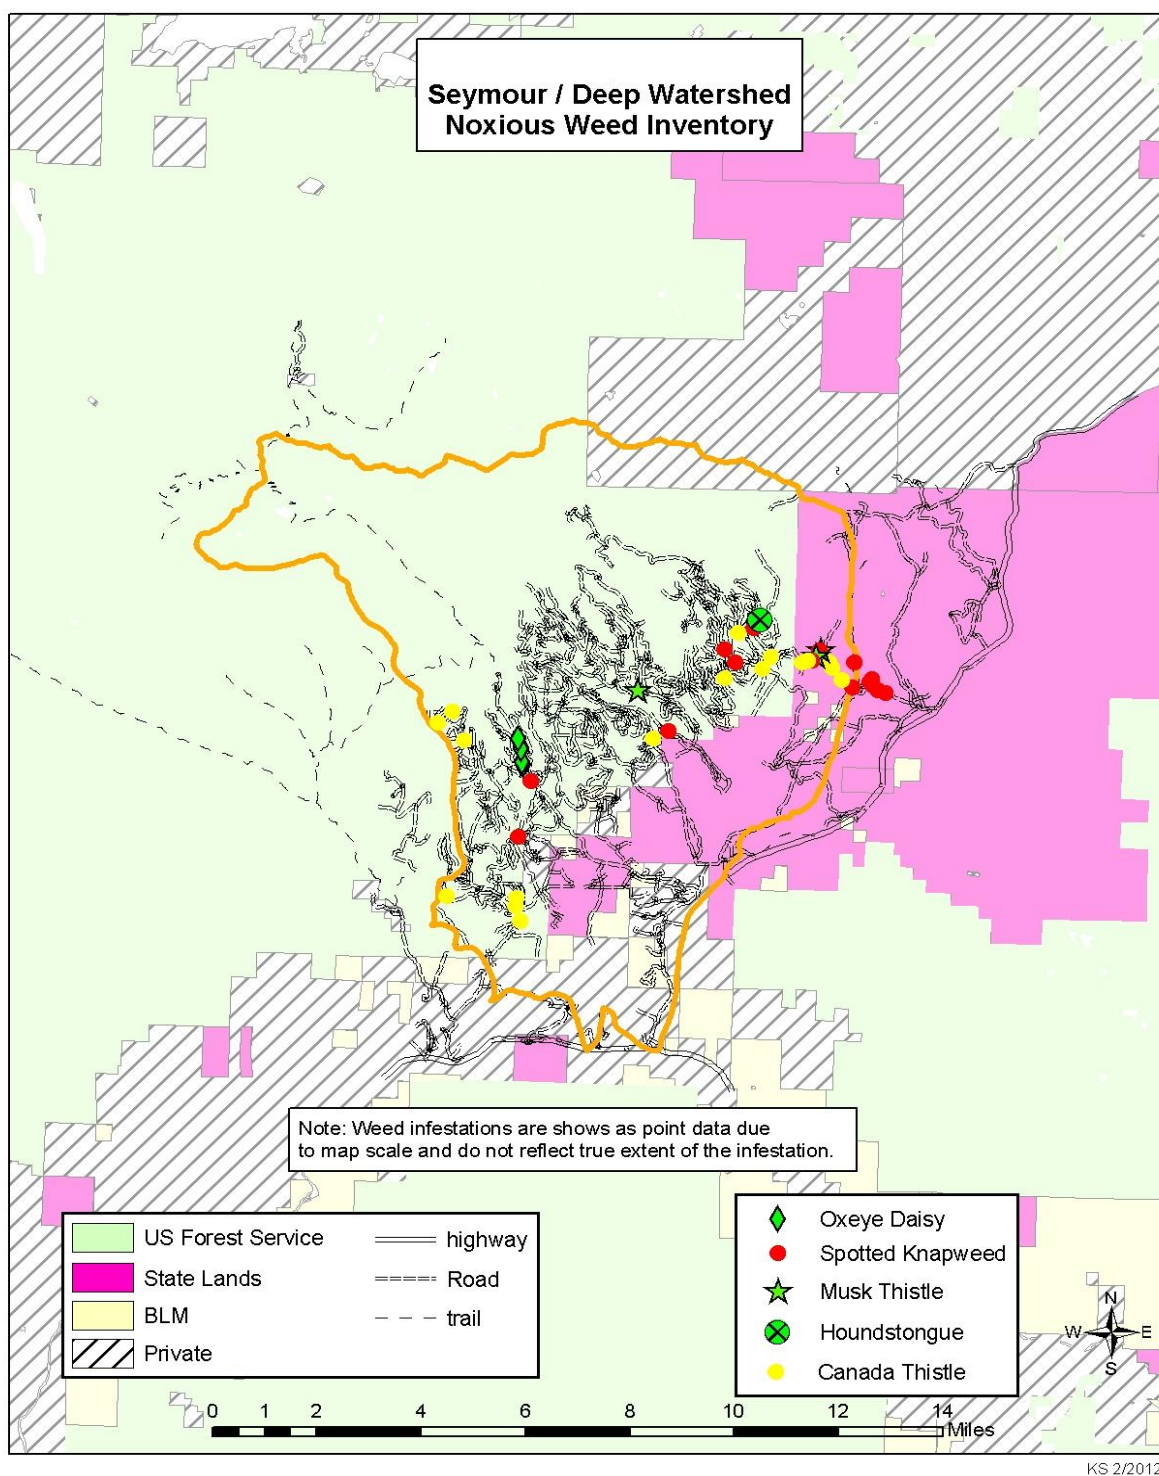 Seymour / Deep Watershed
Noxious Weed Inventory
Note: Weed infestations are shows as point data due
to map scale and do not reflect true extent of the infestation.
US Forest Service
State Lands
BLM
Private
highway
Road
trail
Oxeye Daisy
Spotted Knapweed
Musk Thistle
Houndstongue
Canada Thistle
N
W E
S
0 1 2 4 6 8 10 12 14
Miles
KS 2/2012